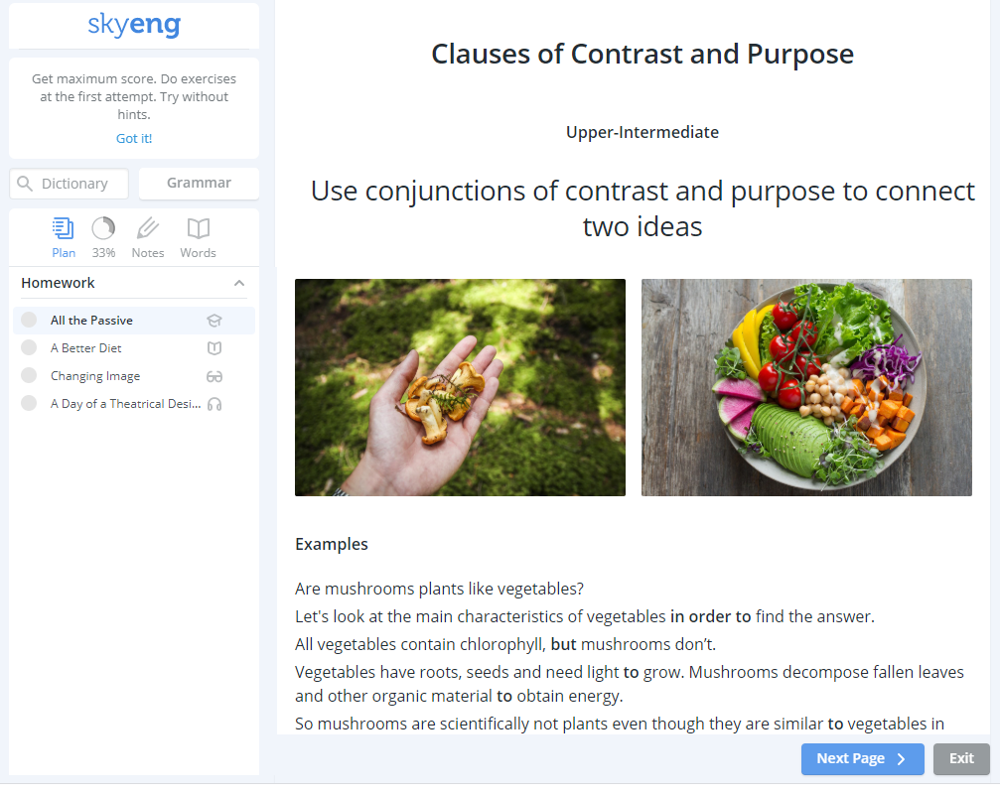 skyeng
Get maximum score. Do exercises
at the first attempt. Try without
hints.
Got it!
Dictionary
Grammar
Plan
33%
Notes
Words
Homework
All the Passive
A Better Diet
Changing Image
A Day of a Theatrical Desi...
Clauses of Contrast and Purpose
Upper-Intermediate
Use conjunctions of contrast and purpose to connect
two ideas
Examples
Are mushrooms plants like vegetables?
Let's look at the main characteristics of vegetables in order to find the answer.
All vegetables contain chlorophyll, but mushrooms don’t.
Vegetables have roots, seeds and need light to grow. Mushrooms decompose fallen leaves
and other organic material to obtain energy.
So mushrooms are scientifically not plants even though they are similar to vegetables in
Next Page
Exit